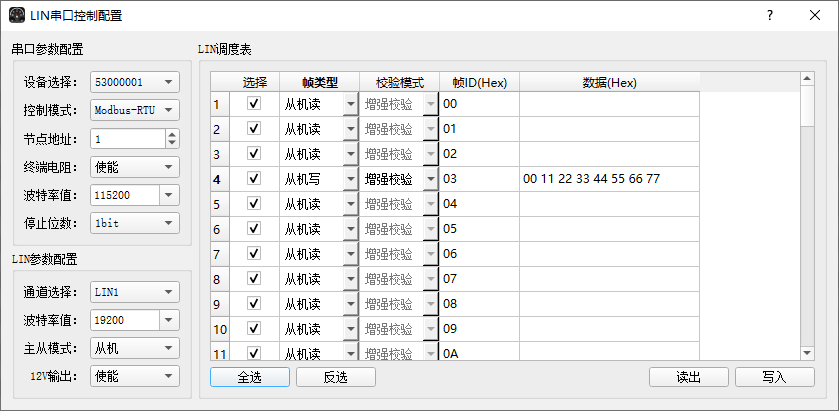 LIN串口控制配置
串口参数配置
设备选择: 53000001
控制模式: Modbus-RTU
节点地址: 1
终端电阻: 使能
波特率值: 115200
停止位数: 1bit
LIN参数配置
通道选择: LIN1
波特率值: 19200
主从模式: 从机
12V输出: 使能
LIN调度表
选择 帧类型 校验模式 帧ID(Hex) 数据(Hex)
1 从机读 增强校验 00
2 从机读 增强校验 01
3 从机读 增强校验 02
4 从机写 增强校验 03 00 11 22 33 44 55 66 77
5 从机读 增强校验 04
6 从机读 增强校验 05
7 从机读 增强校验 06
8 从机读 增强校验 07
9 从机读 增强校验 08
10 从机读 增强校验 09
11 从机读 增强校验 0A
全选 反选 读出 写入